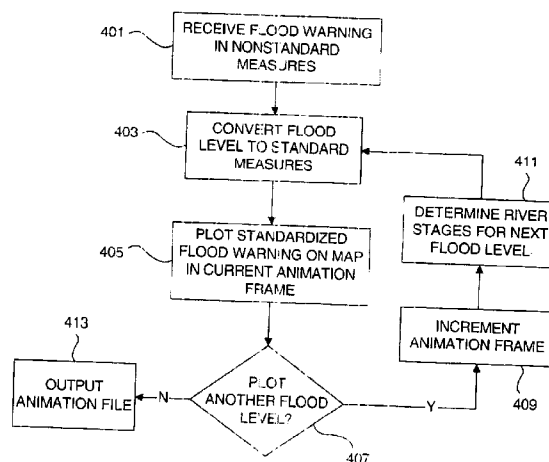 401
RECEIVE FLOOD WARNING
IN NONSTANDARD
MEASURES
403
CONVERT FLOOD
LEVEL TO STANDARD
MEASURES
405
PLOT STANDARDIZED
FLOOD WARNING ON MAP
IN CURRENT ANIMATION
FRAME
411
DETERMINE RIVER
STAGES FOR NEXT
FLOOD LEVEL
INCREMENT
ANIMATION FRAME
409
413
OUTPUT
ANIMATION FILE
N
PLOT
ANOTHER FLOOD
LEVEL?
Y
407